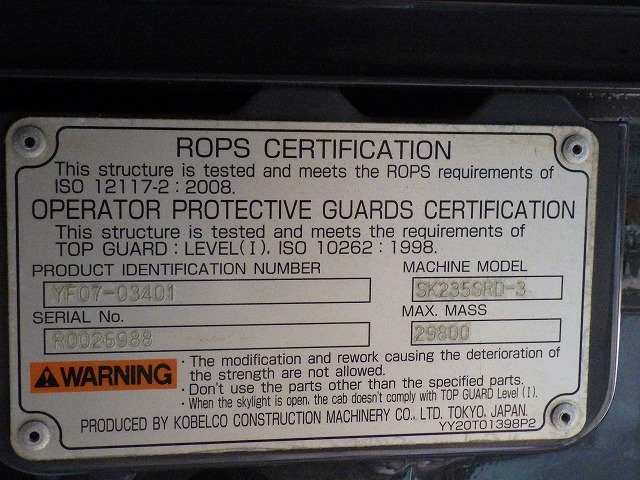 ROPS CERTIFICATION
This structure is tested and meets the ROPS requirements of
ISO 12117-2 : 2008.
OPERATOR PROTECTIVE GUARDS CERTIFICATION
This structure is tested and meets the requirements of
TOP GUARD : LEVEL(I), ISO 10262 : 1998.
PRODUCT IDENTIFICATION NUMBER
YF07-03401
MACHINE MODEL
SK235SRD-3
SERIAL No.
R0026988
MAX. MASS
29800
WARNING
· The modification and rework causing the deterioration of
the strength are not allowed.
· Don't use the parts other than the specified parts.
· When the skylight is open, the cab doesn't comply with TOP GUARD Level (I).
PRODUCED BY KOBELCO CONSTRUCTION MACHINERY CO., LTD. TOKYO, JAPAN.
YY20T01398P2